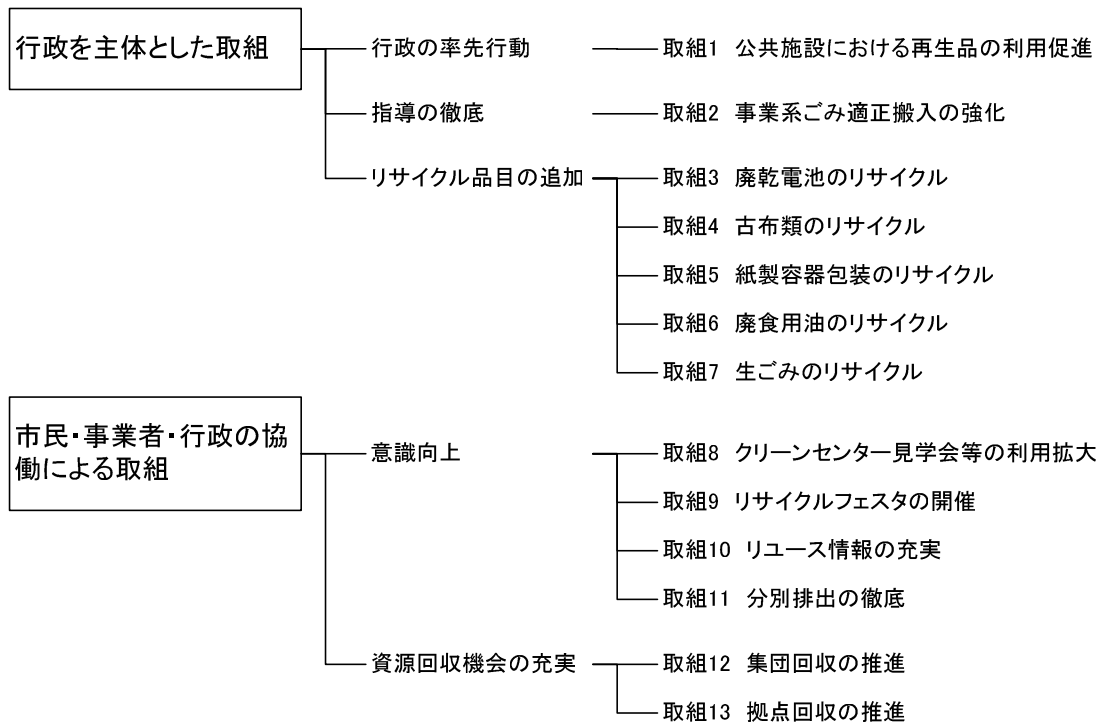 行政を主体とした取組
行政の率先行動
取組1 公共施設における再生品の利用促進
指導の徹底
取組2 事業系ごみ適正搬入の強化
リサイクル品目の追加
取組3 廃乾電池のリサイクル
取組4 古布類のリサイクル
取組5 紙製容器包装のリサイクル
取組6 廃食用油のリサイクル
取組7 生ごみのリサイクル
市民・事業者・行政の協
働による取組
意識向上
取組8 クリーンセンター見学会等の利用拡大
取組9 リサイクルフェスタの開催
取組10 リユース情報の充実
取組11 分別排出の徹底
資源回収機会の充実
取組12 集団回収の推進
取組13 拠点回収の推進